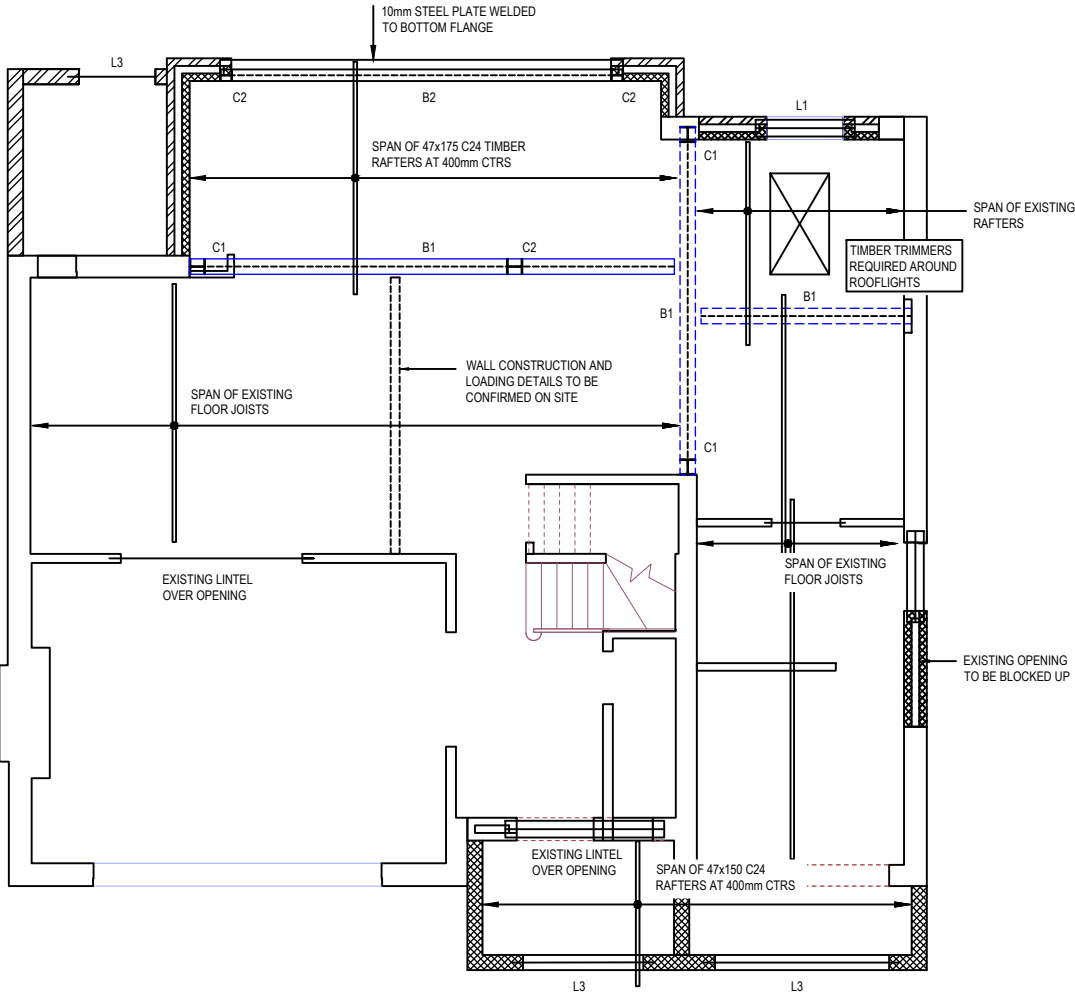 10mm STEEL PLATE WELDED
TO BOTTOM FLANGE
L3
C2
B2
C2
L1
SPAN OF 47x175 C24 TIMBER
RAFTERS AT 400mm CTRS
C1
SPAN OF EXISTING
RAFTERS
TIMBER TRIMMERS
REQUIRED AROUND
ROOFLIGHTS
C1
B1
C2
B1
B1
WALL CONSTRUCTION AND
LOADING DETAILS TO BE
CONFIRMED ON SITE
SPAN OF EXISTING
FLOOR JOISTS
C1
SPAN OF EXISTING
FLOOR JOISTS
EXISTING LINTEL
OVER OPENING
EXISTING OPENING
TO BE BLOCKED UP
EXISTING LINTEL
OVER OPENING
SPAN OF 47x150 C24
RAFTERS AT 400mm CTRS
L3
L3